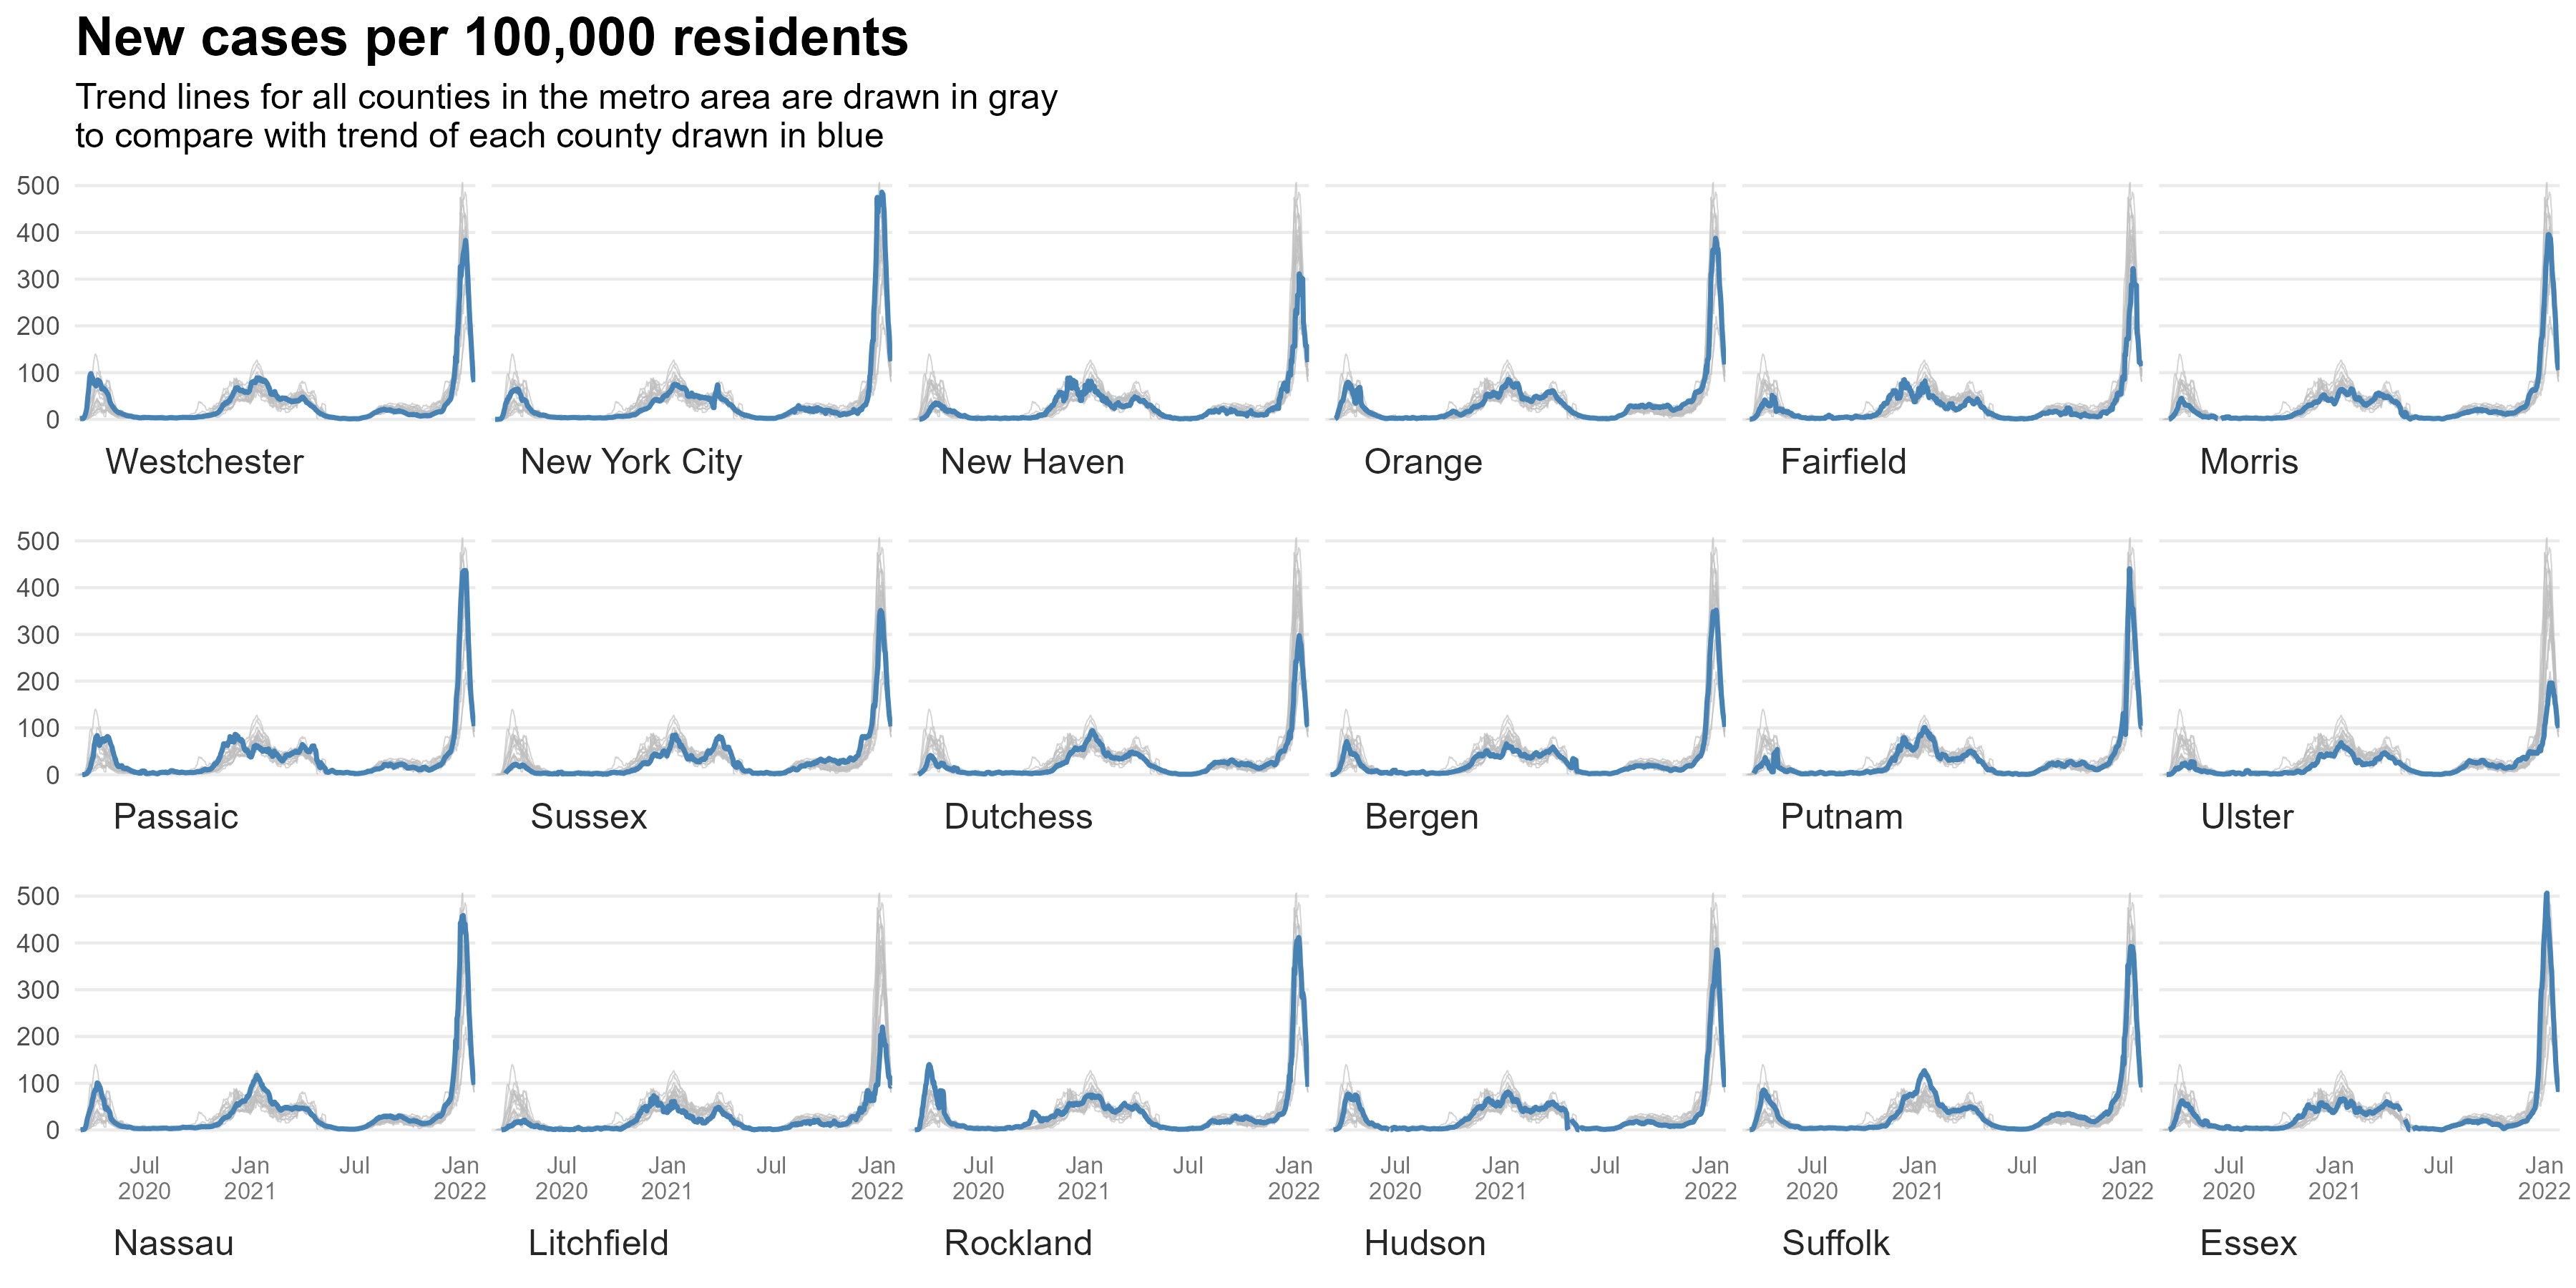 New cases per 100,000 residents
Trend lines for all counties in the metro area are drawn in gray
to compare with trend of each county drawn in blue
500
400
300
200
100
0
Westchester New York City New Haven Orange Fairfield Morris
500
400
300
200
100
0
Passaic Sussex Dutchess Bergen Putnam Ulster
500
400
300
200
100
0
Jul Jan Jul Jan Jul Jan Jul Jan Jul Jan Jul Jan Jul Jan Jul Jan Jul Jan Jul Jan Jul Jan Jul Jan
2020 2021 2022 2020 2021 2022 2020 2021 2022 2020 2021 2022 2020 2021 2022 2020 2021 2022
Nassau Litchfield Rockland Hudson Suffolk Essex